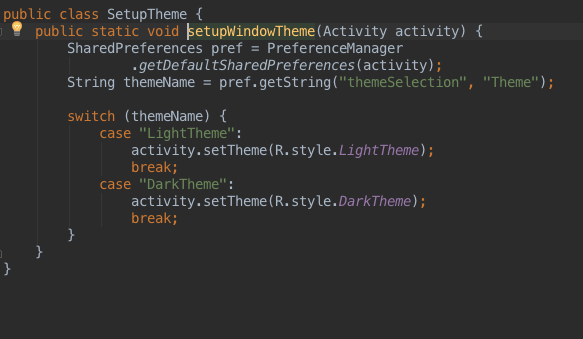 public class SetupTheme {
    public static void setupWindowTheme(Activity activity) {
        SharedPreferences pref = PreferenceManager
                .getDefaultSharedPreferences(activity);
        String themeName = pref.getString("themeSelection", "Theme");

        switch (themeName) {
            case "LightTheme":
                activity.setTheme(R.style.LightTheme);
                break;
            case "DarkTheme":
                activity.setTheme(R.style.DarkTheme);
                break;
        }
    }
}